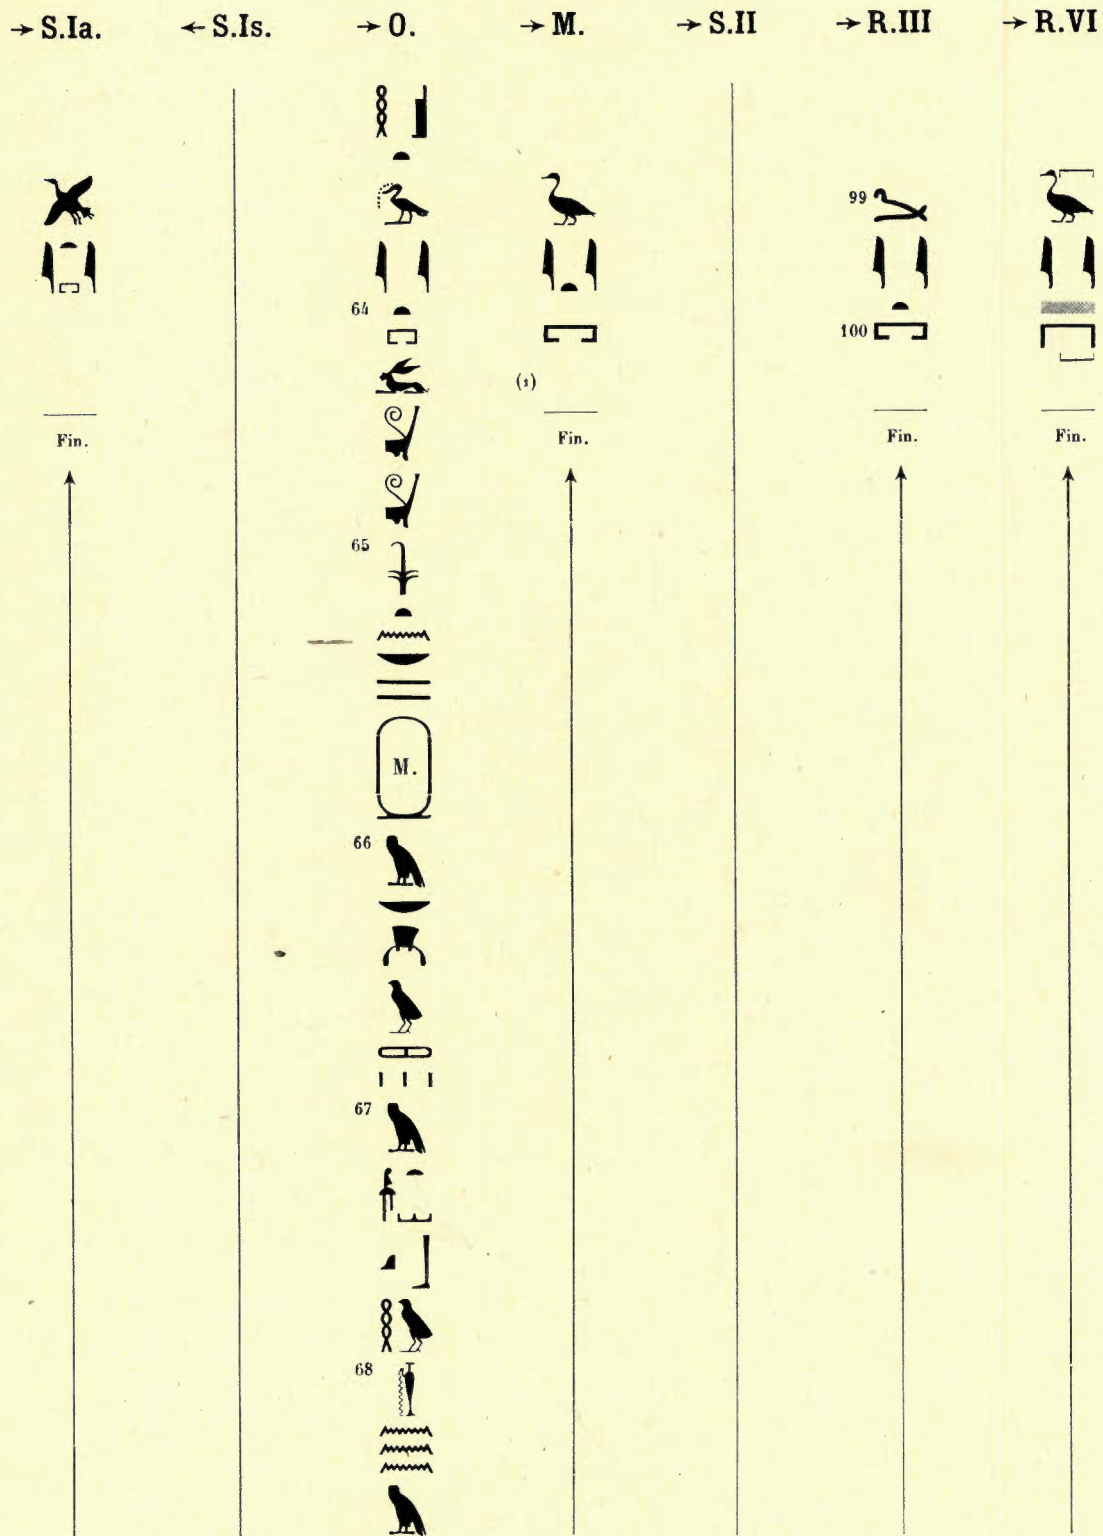 → S.Ia.
← S.Is.
→ O.
→ M.
→ S.II
→ R.III
→ R.VI
𓎛 𓊨
𓏏
99
𓇋 𓏏 𓉐 𓇋
𓇋 𓇋
𓇋 𓏏 𓇋
𓇋 𓇋
𓇋 𓇋
64 𓏏
𓏏
𓉐
𓉐
100 𓉐
𓉐
𓃹
(1)
Fin.
Fin.
Fin.
Fin.
𓋔
𓋔
65 𓇓
𓏏
𓈖
𓎟
𓇾 𓇾
M.
66 𓅓
𓎟
𓅱
𓏥
67 𓅓
𓈎 𓃀
𓎛 𓅱
68
𓈗
𓅓